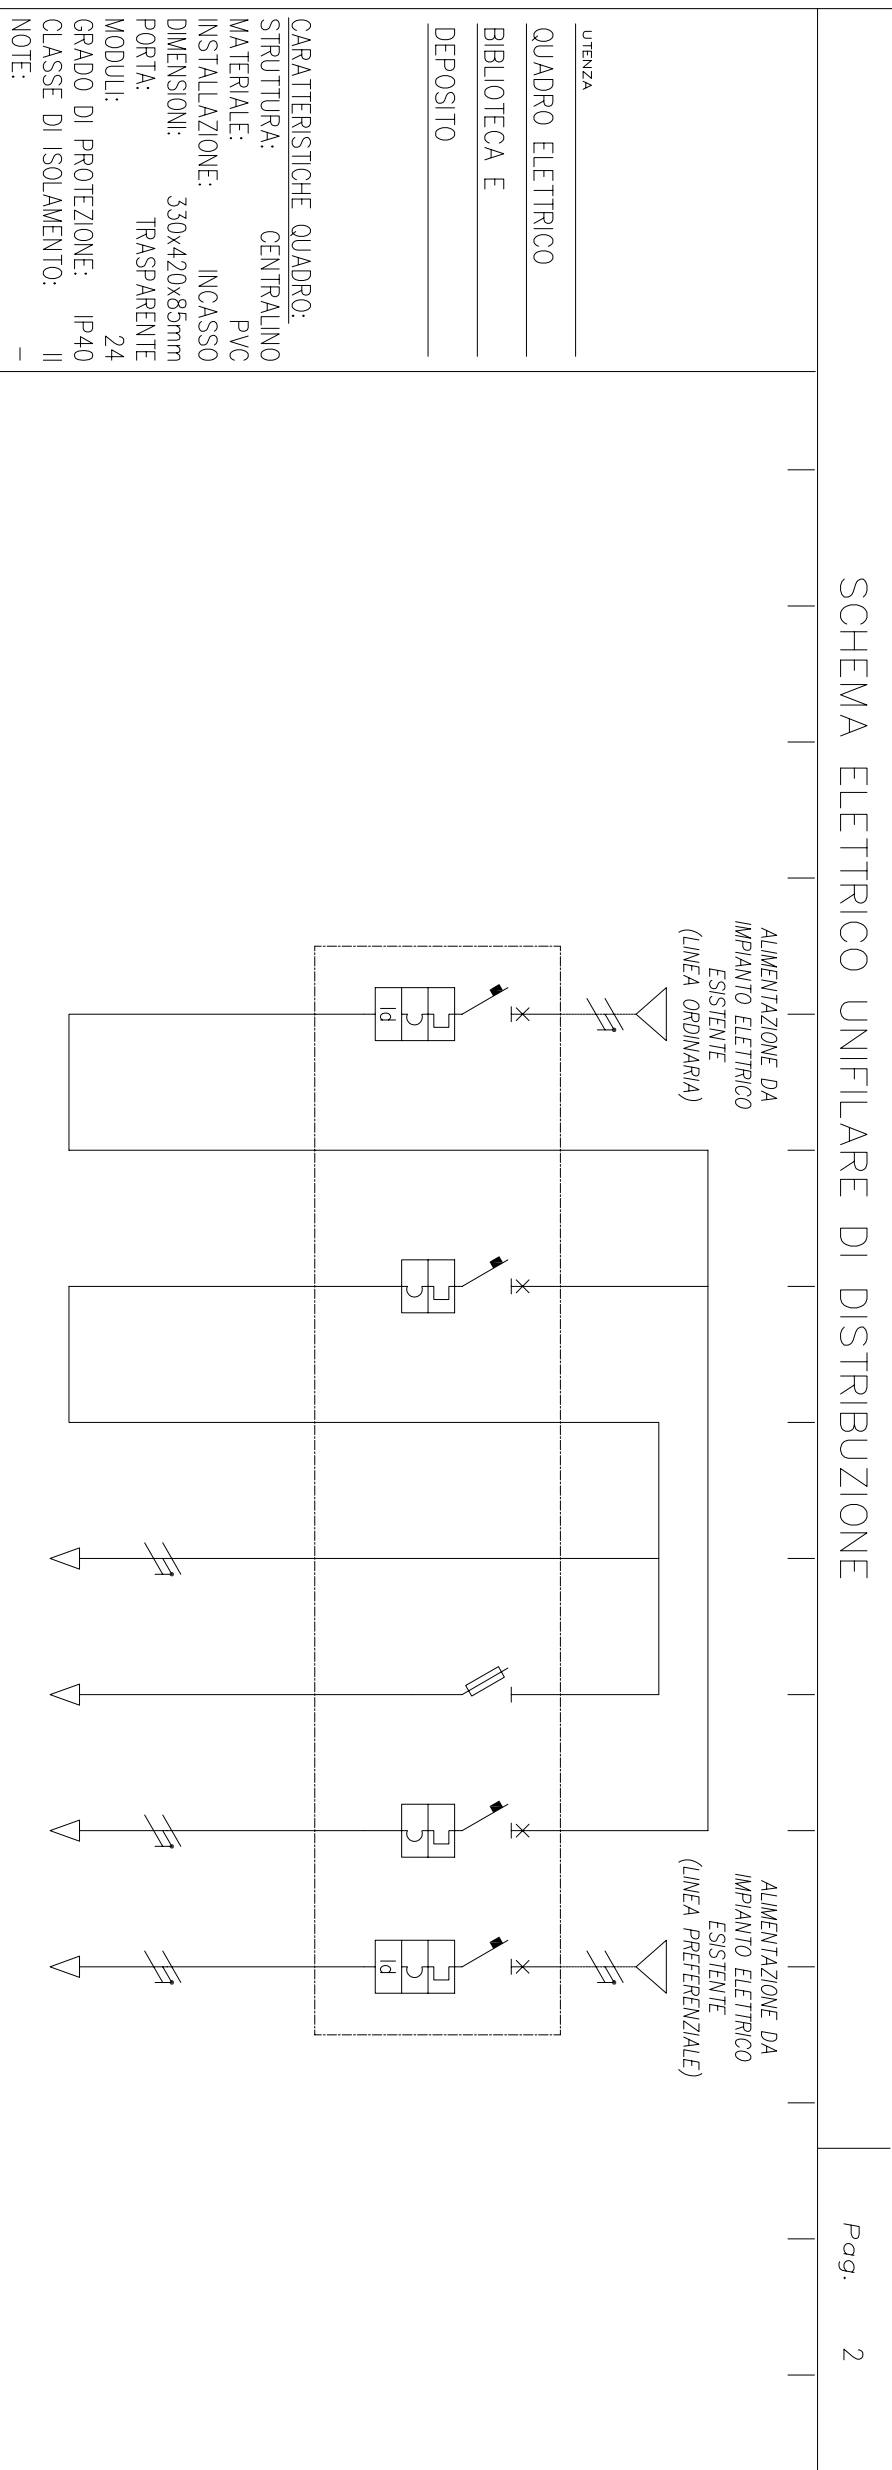 SCHEMA ELETTRICO UNIFILARE DI DISTRIBUZIONE
Pag. 2
UTENZA
QUADRO ELETTRICO
BIBLIOTECA E
DEPOSITO
CARATTERISTICHE QUADRO:
STRUTTURA: CENTRALINO
MATERIALE: PVC
INSTALLAZIONE: INCASSO
DIMENSIONI: 330x420x85mm
PORTA: TRASPARENTE
MODULI: 24
GRADO DI PROTEZIONE: IP40
CLASSE DI ISOLAMENTO: II
NOTE: -
ALIMENTAZIONE DA
IMPIANTO ELETTRICO
ESISTENTE
(LINEA ORDINARIA)
Id
ALIMENTAZIONE DA
IMPIANTO ELETTRICO
ESISTENTE
(LINEA PREFERENZIALE)
Id